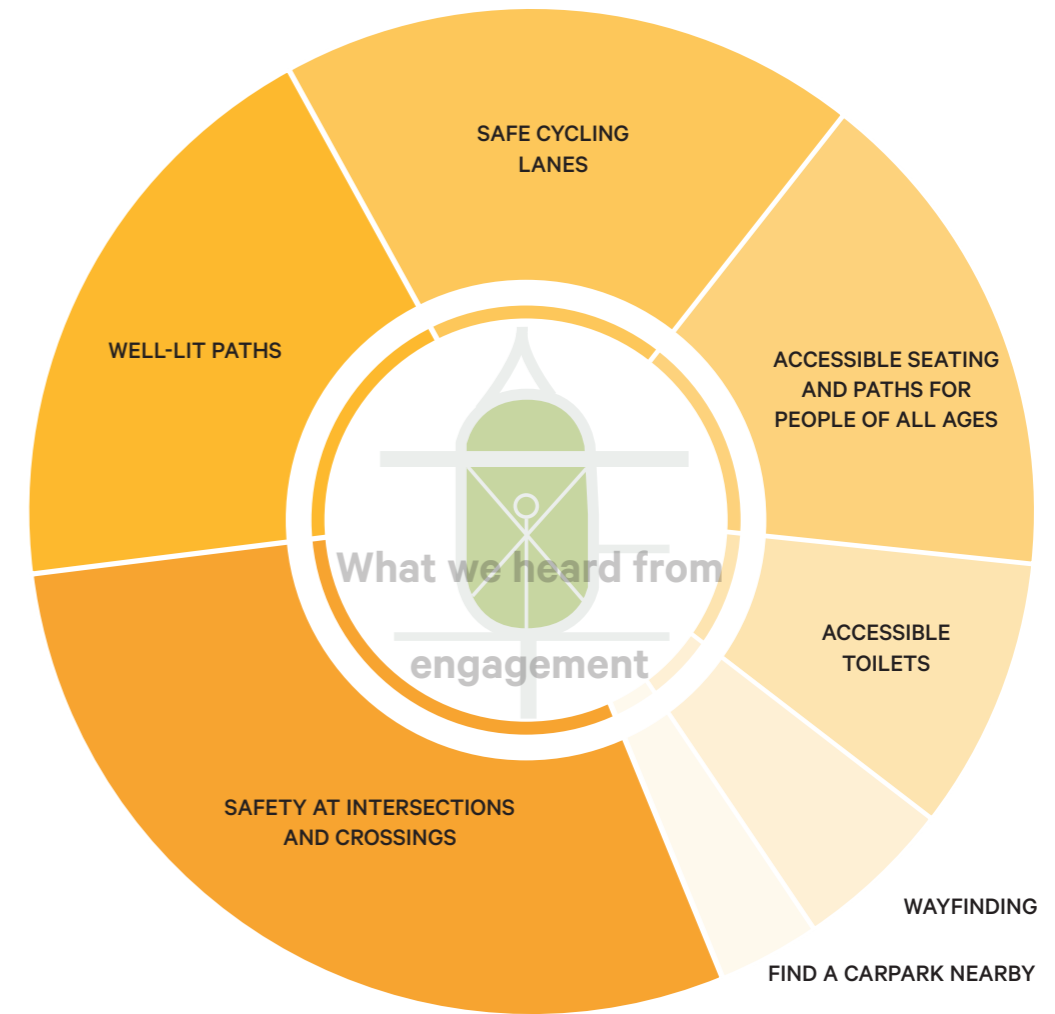 SAFE CYCLING
LANES
WELL-LIT PATHS
ACCESSIBLE SEATING
AND PATHS FOR
PEOPLE OF ALL AGES
What we heard from
engagement
ACCESSIBLE
TOILETS
SAFETY AT INTERSECTIONS
AND CROSSINGS
WAYFINDING
FIND A CARPARK NEARBY